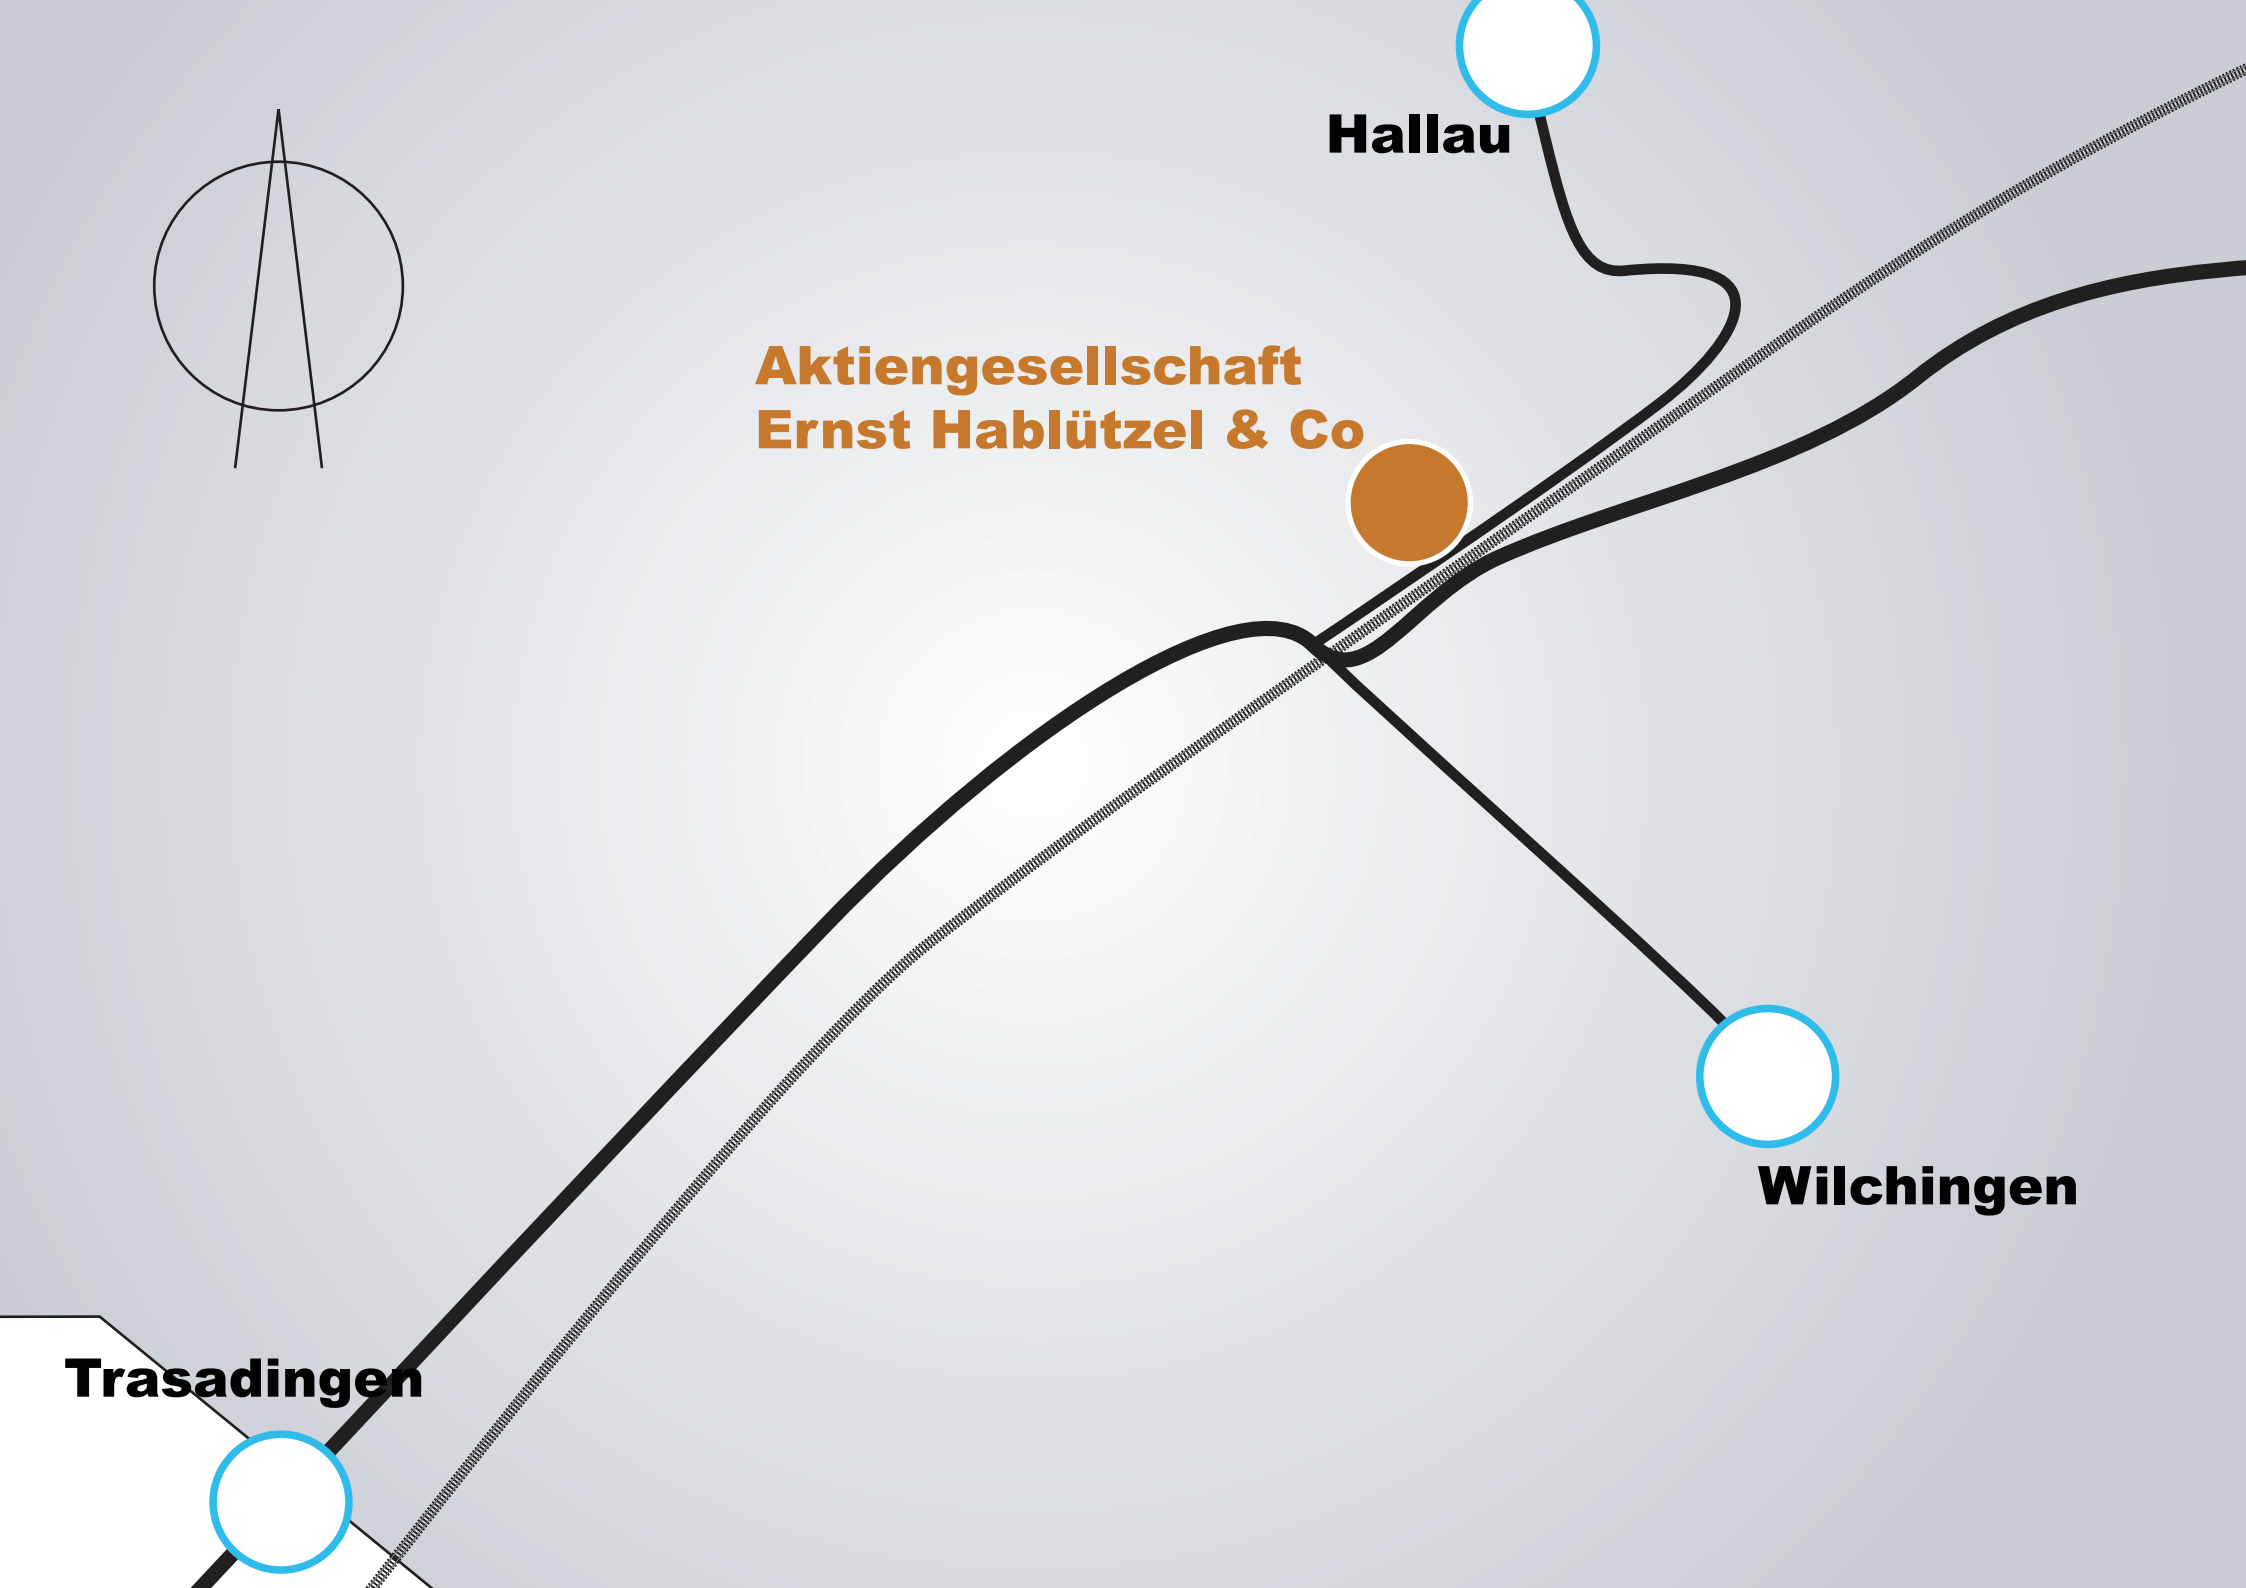 Hallau
Aktiengesellschaft
Ernst Hablützel & Co
Wilchingen
Trasadingen